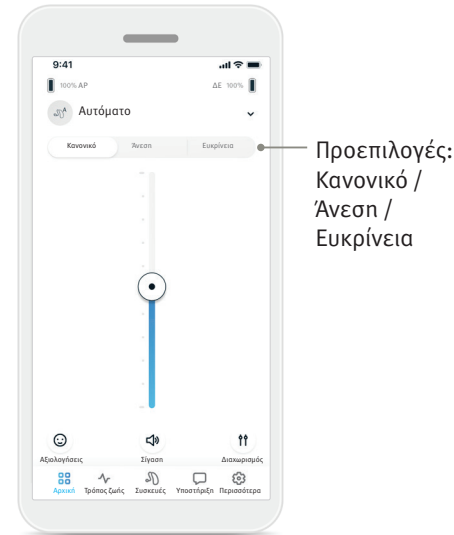 9:41
100% ΑΡ
ΔΕ 100%
Αυτόματο
Κανονικό Άνεση Ευκρίνεια
Προεπιλογές:
Κανονικό /
Άνεση /
Ευκρίνεια
Αξιολογήσεις Σίγαση Διαχωρισμός
Αρχική Τρόπος ζωής Συσκευές Υποστήριξη Περισσότερα